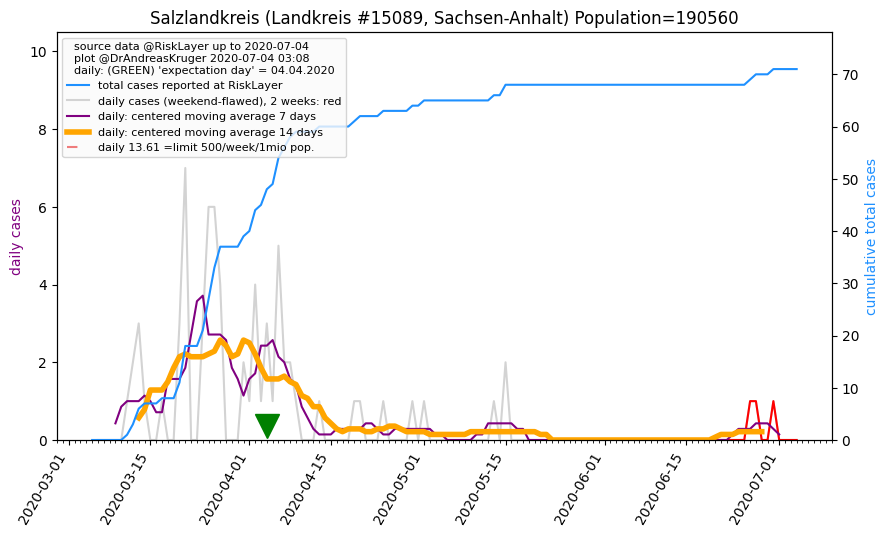 Salzlandkreis (Landkreis #15089, Sachsen-Anhalt) Population=190560
source data @RiskLayer up to 2020-07-04
plot @DrAndreasKruger 2020-07-04 03:08
daily: (GREEN) 'expectation day' = 04.04.2020
total cases reported at RiskLayer
daily cases (weekend-flawed), 2 weeks: red
daily: centered moving average 7 days
daily: centered moving average 14 days
daily 13.61 =limit 500/week/1mio pop.
daily cases
10
8
6
4
2
0
cumulative total cases
70
60
50
40
30
20
10
0
2020-03-01
2020-03-15
2020-04-01
2020-04-15
2020-05-01
2020-05-15
2020-06-01
2020-06-15
2020-07-01